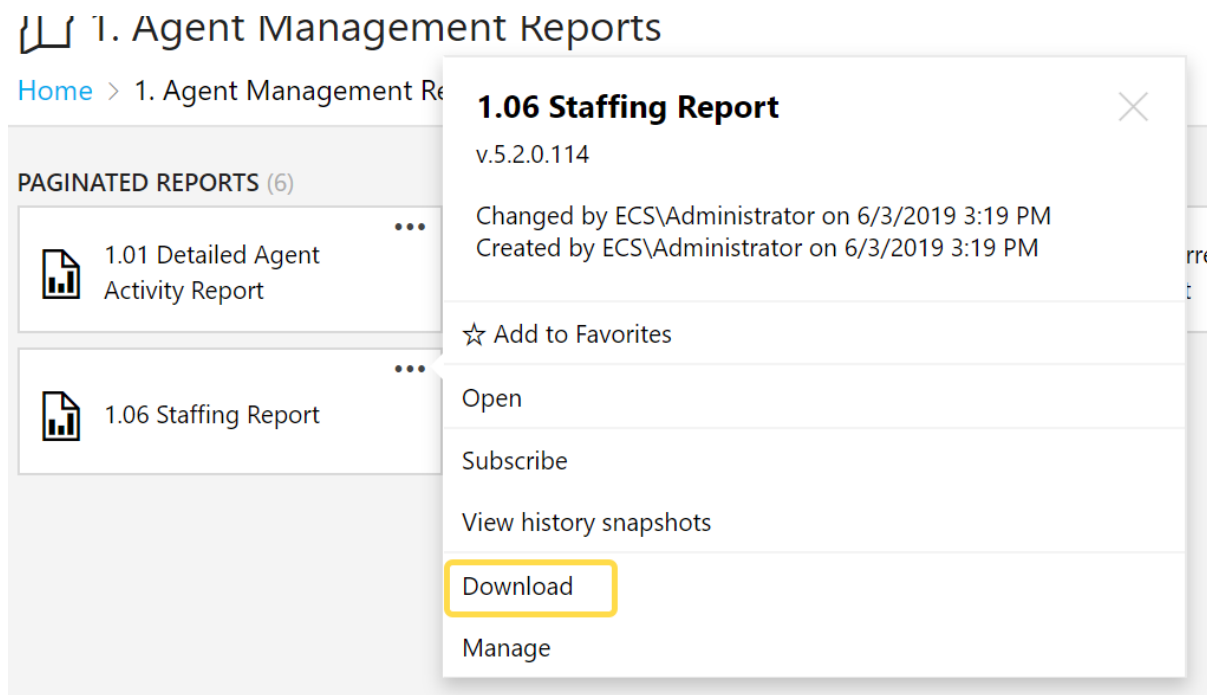 1. Agent Management Reports
Home > 1. Agent Management Re
1.06 Staffing Report
v.5.2.0.114
Changed by ECS\Administrator on 6/3/2019 3:19 PM
Created by ECS\Administrator on 6/3/2019 3:19 PM
PAGINATED REPORTS (6)
1.01 Detailed Agent
Activity Report
1.06 Staffing Report
☆ Add to Favorites
Open
Subscribe
View history snapshots
Download
Manage